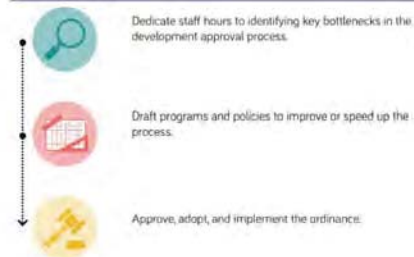 Dedicate staff hours to identifying key bottlenecks in the
development approval process.
Draft programs and policies to improve or speed up the
process.
Approve, adopt, and implement the ordinance.